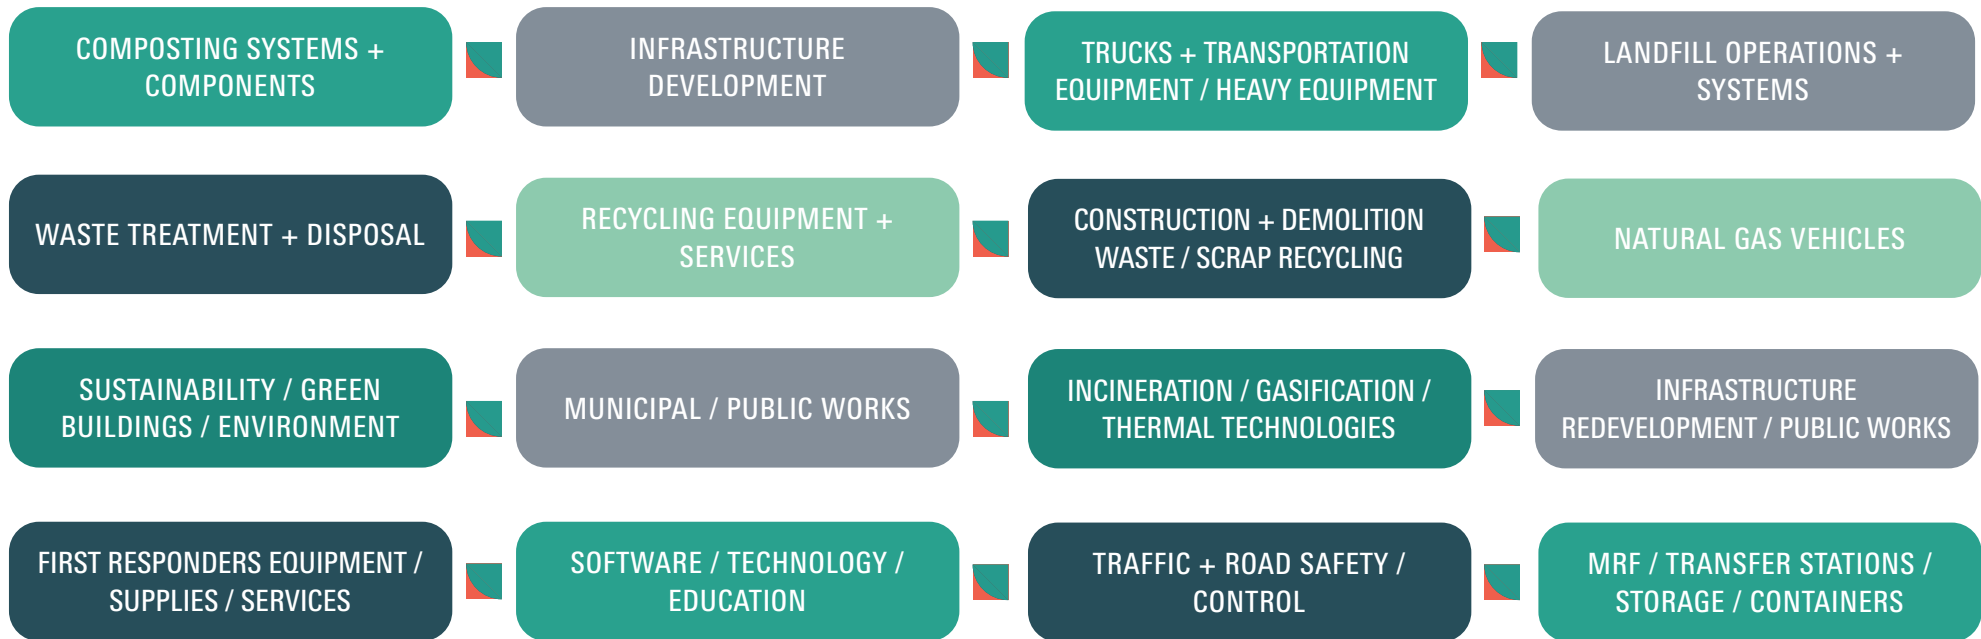 COMPOSTING SYSTEMS +
COMPONENTS
INFRASTRUCTURE
DEVELOPMENT
TRUCKS + TRANSPORTATION
EQUIPMENT / HEAVY EQUIPMENT
LANDFILL OPERATIONS +
SYSTEMS
WASTE TREATMENT + DISPOSAL
RECYCLING EQUIPMENT +
SERVICES
CONSTRUCTION + DEMOLITION
WASTE / SCRAP RECYCLING
NATURAL GAS VEHICLES
SUSTAINABILITY / GREEN
BUILDINGS / ENVIRONMENT
MUNICIPAL / PUBLIC WORKS
INCINERATION / GASIFICATION /
THERMAL TECHNOLOGIES
INFRASTRUCTURE
REDEVELOPMENT / PUBLIC WORKS
FIRST RESPONDERS EQUIPMENT /
SUPPLIES / SERVICES
SOFTWARE / TECHNOLOGY /
EDUCATION
TRAFFIC + ROAD SAFETY /
CONTROL
MRF / TRANSFER STATIONS /
STORAGE / CONTAINERS